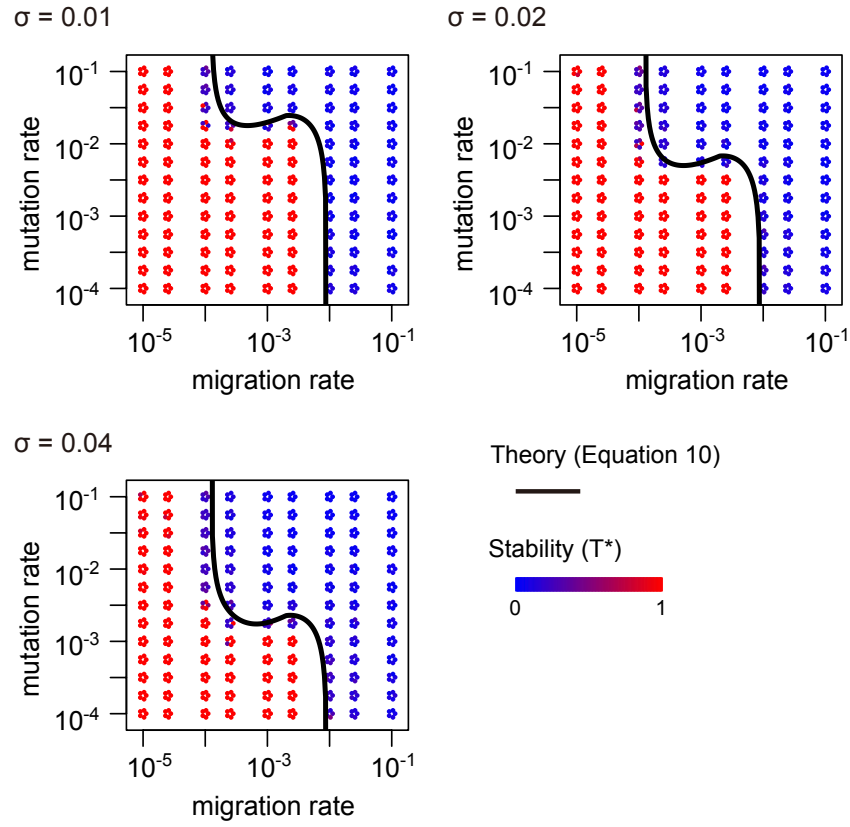 σ = 0.01
σ = 0.02
10-1
10-2
10-3
10-4
mutation rate
10-5
10-3
10-1
migration rate
10-1
10-2
10-3
10-4
mutation rate
10-5
10-3
10-1
migration rate
σ = 0.04
10-1
10-2
10-3
10-4
mutation rate
10-5
10-3
10-1
migration rate
Theory (Equation 10)
Stability (T*)
0
1